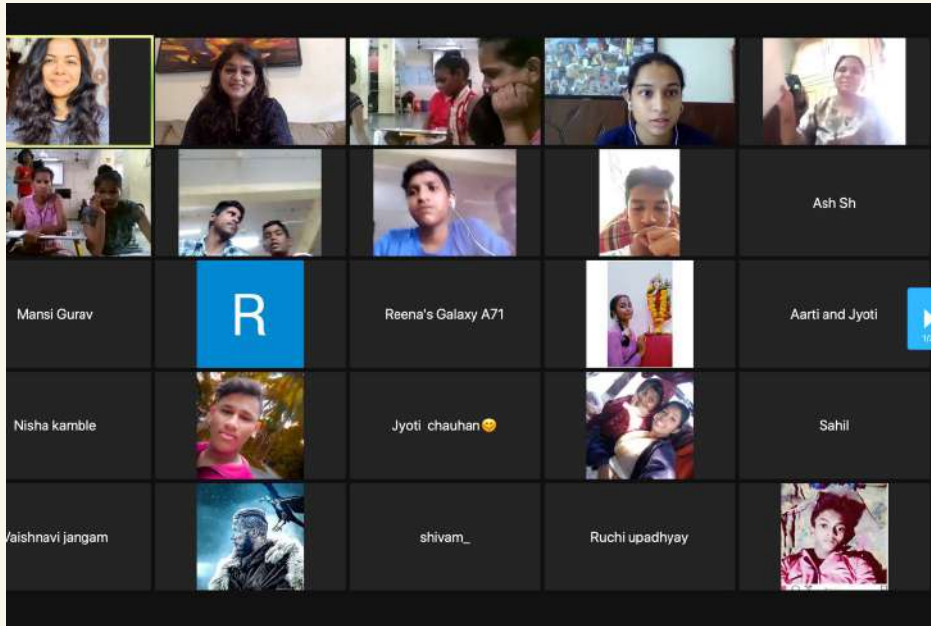 Ash Sh
Mansi Gurav
R
Reena's Galaxy A71
Aarti and Jyoti
Nisha kamble
Jyoti chauhan😊
Sahil
Vaishnavi jangam
shivam_
Ruchi upadhyay